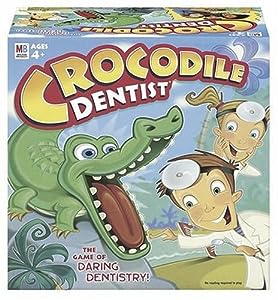 MB
AGES
4+
CROCODILE
DENTIST
THE
GAME OF
DARING
DENTISTRY!
No reading required to play